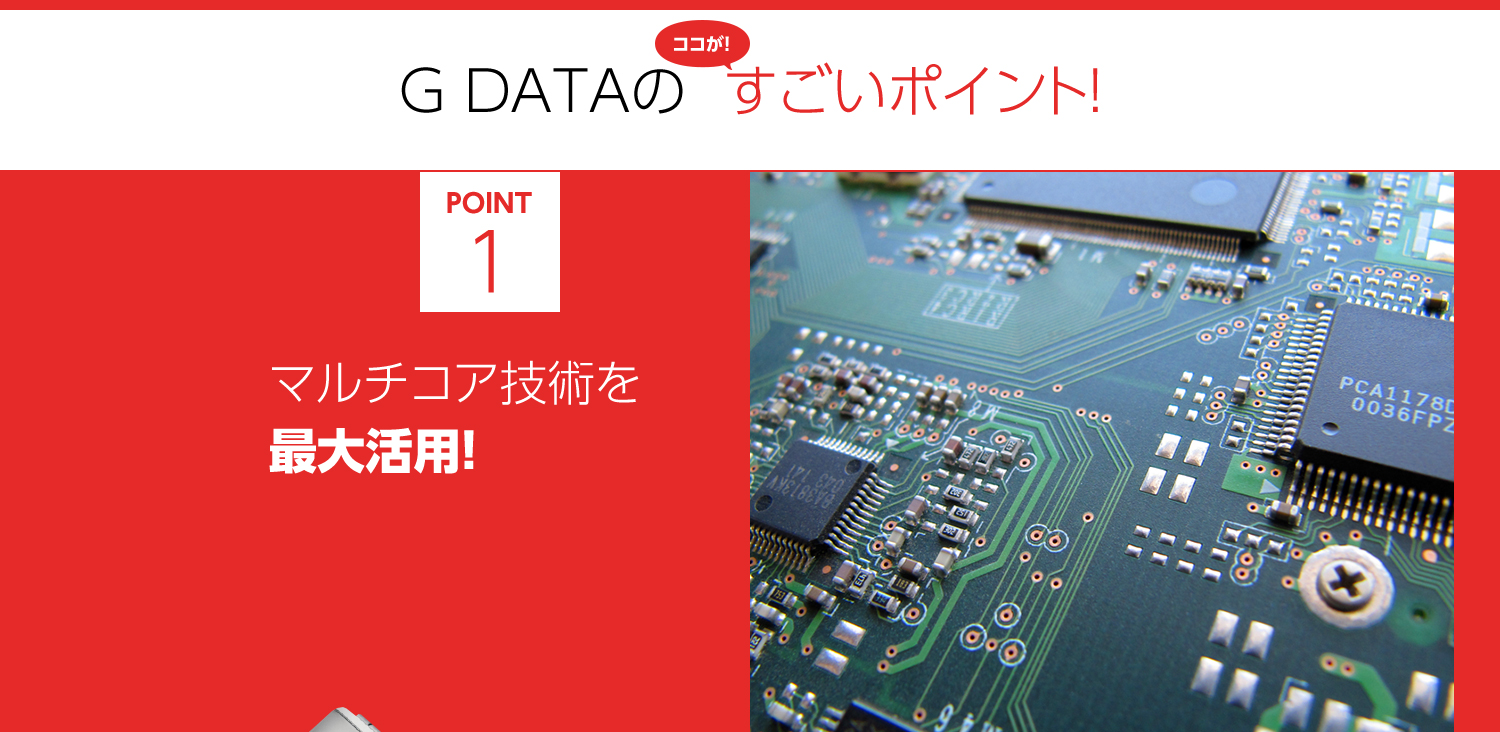 ココが!
G DATAの すごいポイント!
POINT
1
マルチコア技術を
最大活用!
PCA1178D
0036FPZ